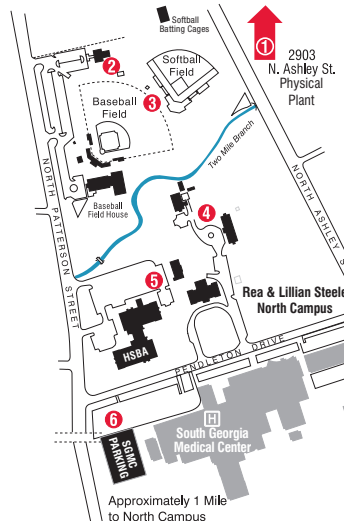 Softball
Batting Cages
1
2903
N. Ashley St.
Physical
Plant
2
Softball
Field
3
Baseball
Field
Two Mile Branch
NORTH PATTERSON STREET
Baseball
Field House
NORTH ASHLEY S
4
5
Rea & Lillian Steele
North Campus
HSBA
PENDLETON DRIVE
6
H
SGMC
PARKING
South Georgia
Medical Center
Approximately 1 Mile
to North Campus